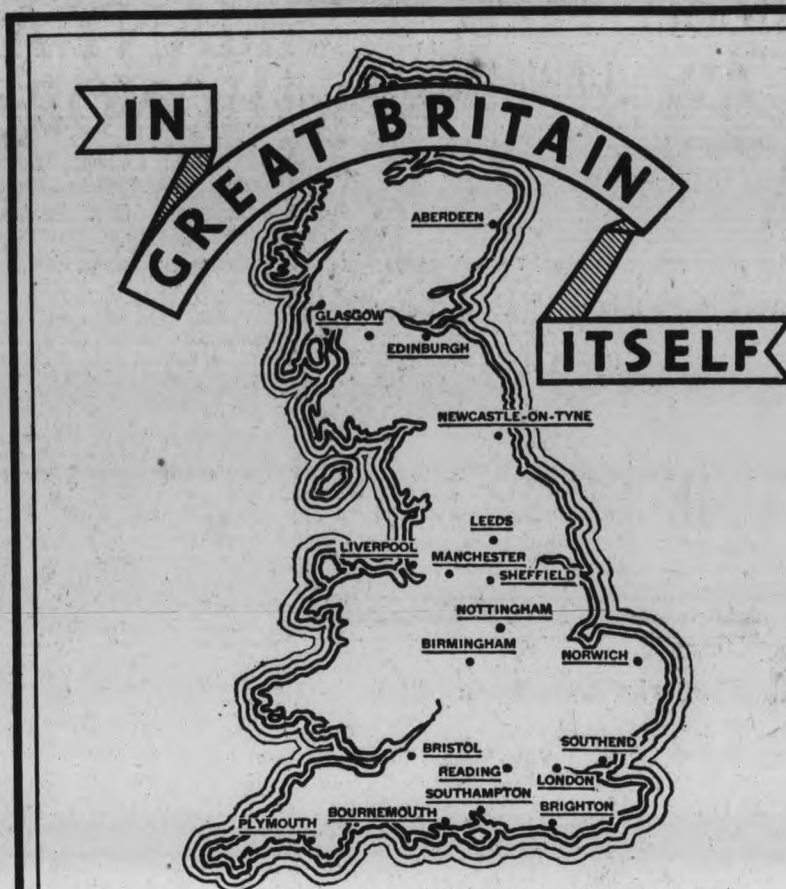 IN
GREAT BRITAIN
ITSELF
ABERDEEN
GLASGOW
EDINBURGH
NEWCASTLE-ON-TYNE
LEEDS
LIVERPOOL
MANCHESTER
SHEFFIELD
NOTTINGHAM
BIRMINGHAM
NORWICH
BRISTOL
SOUTHEND
READING
LONDON
SOUTHAMPTON
BOURNEMOUTH
BRIGHTON
PLYMOUTH